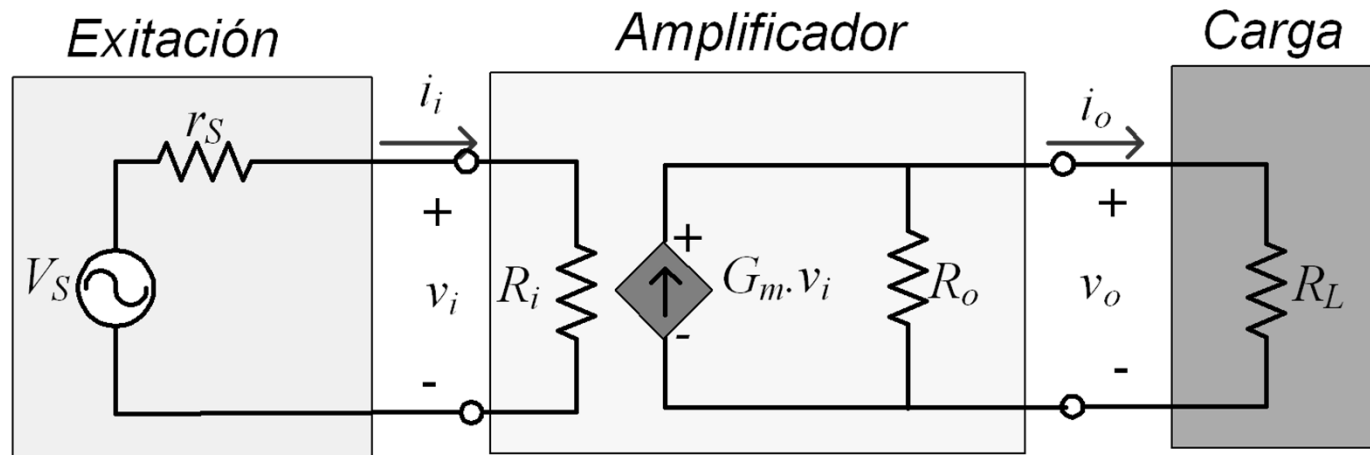 Exitación
Amplificador
Carga
r_S
i_i
i_o
V_S
+
v_i
-
R_i
+
-
G_m.v_i
R_o
+
v_o
-
R_L